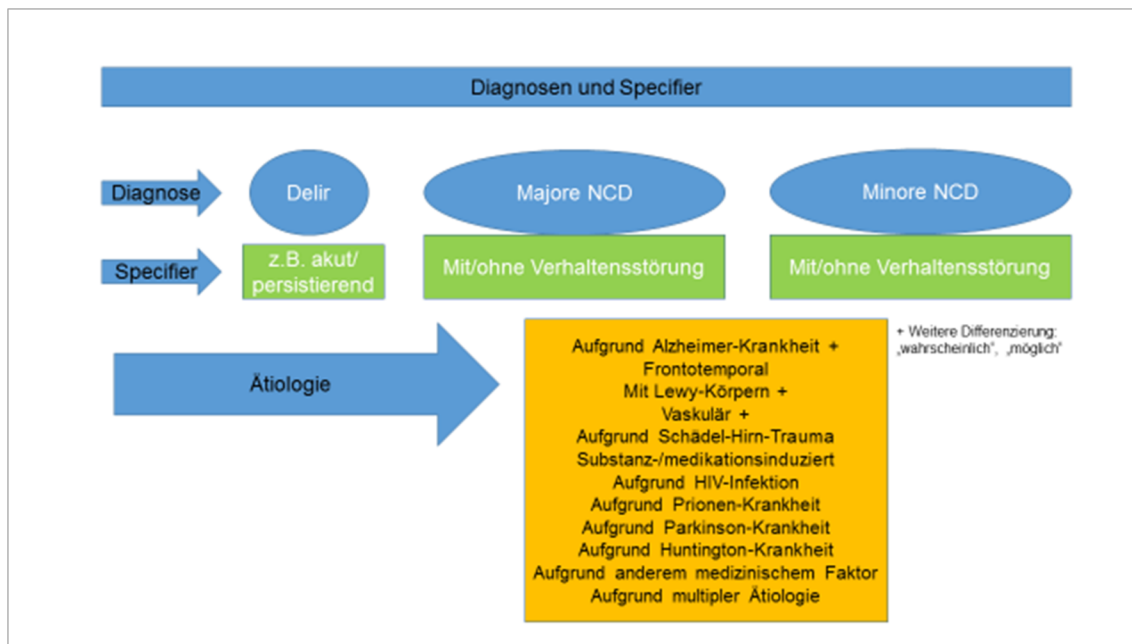 Diagnosen und Specifier
Diagnose
Delir
Majore NCD
Minore NCD
Specifier
z.B. akut/
persistierend
Mit/ohne Verhaltensstörung
Mit/ohne Verhaltensstörung
Ätiologie
Aufgrund Alzheimer-Krankheit +
Frontotemporal
Mit Lewy-Körpern +
Vaskulär +
Aufgrund Schädel-Hirn-Trauma
Substanz-/medikationsinduziert
Aufgrund HIV-Infektion
Aufgrund Prionen-Krankheit
Aufgrund Parkinson-Krankheit
Aufgrund Huntington-Krankheit
Aufgrund anderem medizinischem Faktor
Aufgrund multipler Ätiologie
+ Weitere Differenzierung:
„wahrscheinlich“, „möglich“